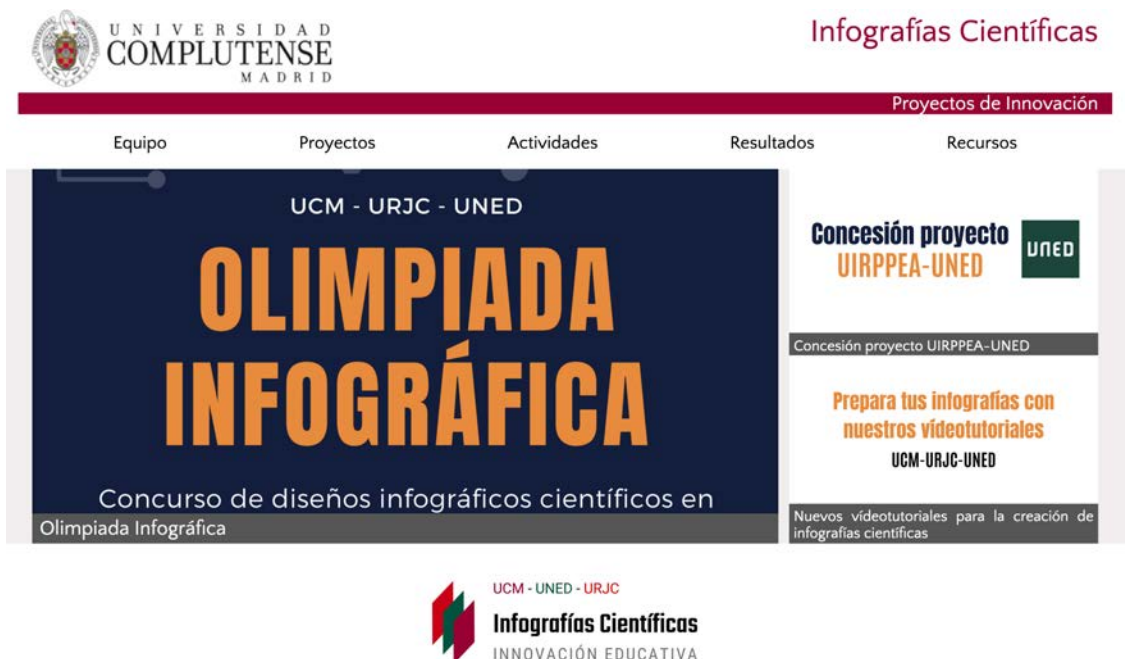 UNIVERSIDAD
COMPLUTENSE
MADRID
Infografías Científicas
Proyectos de Innovación
Equipo
Proyectos
Actividades
Resultados
Recursos
UCM - URJC - UNED
OLIMPIADA
INFOGRÁFICA
Concurso de diseños infográficos científicos en
Olimpiada Infográfica
Concesión proyecto
UIRPPEA-UNED
UNED
Concesión proyecto UIRPPEA-UNED
Prepara tus infografías con
nuestros vídeotutoriales
UCM-URJC-UNED
Nuevos vídeotutoriales para la creación de
infografías científicas
UCM - UNED - URJC
Infografías Científicas
INNOVACIÓN EDUCATIVA